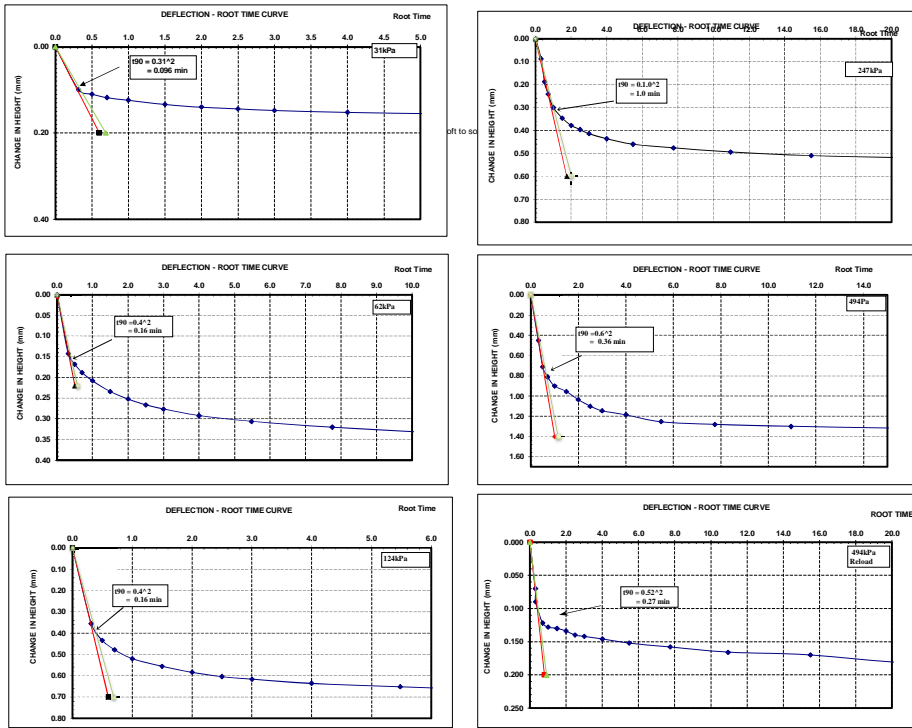 DEFLECTION - ROOT TIME CURVE
Root Time
0.0 0.5 1.0 1.5 2.0 2.5 3.0 3.5 4.0 4.5 5.0
31kPa
t90 = 0.31^2
= 0.096 min
0.00
0.20
0.40
CHANGE IN HEIGHT (mm)
oft to so
DEFLECTION - ROOT TIME CURVE
Root Time
0.0 2.0 4.0 6.0 8.0 10.0 12.0 14.0 16.0 18.0 20.0
247kPa
t90 = 0.1.0^2
= 1.0 min
0.00
0.10
0.20
0.30
0.40
0.50
0.60
0.70
0.80
CHANGE IN HEIGHT (mm)
DEFLECTION - ROOT TIME CURVE
Root Time
0.0 1.0 2.0 3.0 4.0 5.0 6.0 7.0 8.0 9.0 10.0
62kPa
t90 =0.4^2
= 0.16 min
0.00
0.05
0.10
0.15
0.20
0.25
0.30
0.35
0.40
CHANGE IN HEIGHT (mm)
DEFLECTION - ROOT TIME CURVE
Root Time
0.0 2.0 4.0 6.0 8.0 10.0 12.0 14.0
494Pa
t90 =0.6^2
= 0.36 min
0.00
0.20
0.40
0.60
0.80
1.00
1.20
1.40
1.60
CHANGE IN HEIGHT (mm)
DEFLECTION - ROOT TIME CURVE
Root Time
0.0 1.0 2.0 3.0 4.0 5.0 6.0
124kPa
t90 =0.4^2
= 0.16 min
0.00
0.10
0.20
0.30
0.40
0.50
0.60
0.70
0.80
CHANGE IN HEIGHT (mm)
DEFLECTION - ROOT TIME CURVE
ROOT TIME
0.0 2.0 4.0 6.0 8.0 10.0 12.0 14.0 16.0 18.0 20.0
494kPa
Reload
t90 = 0.52^2
= 0.27 min
0.000
0.050
0.100
0.150
0.200
0.250
CHANGE IN HEIGHT (mm)